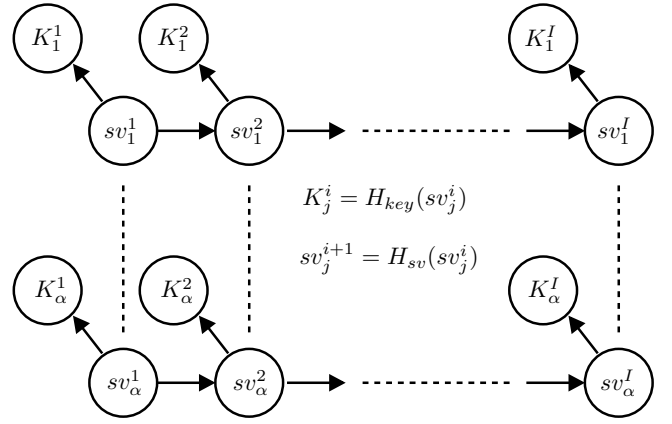 K_1^1 K_1^2 K_1^I
sv_1^1 sv_1^2 sv_1^I
K_j^i = H_{key}(sv_j^i)
sv_j^{i+1} = H_{sv}(sv_j^i)
K_α^1 K_α^2 K_α^I
sv_α^1 sv_α^2 sv_α^I